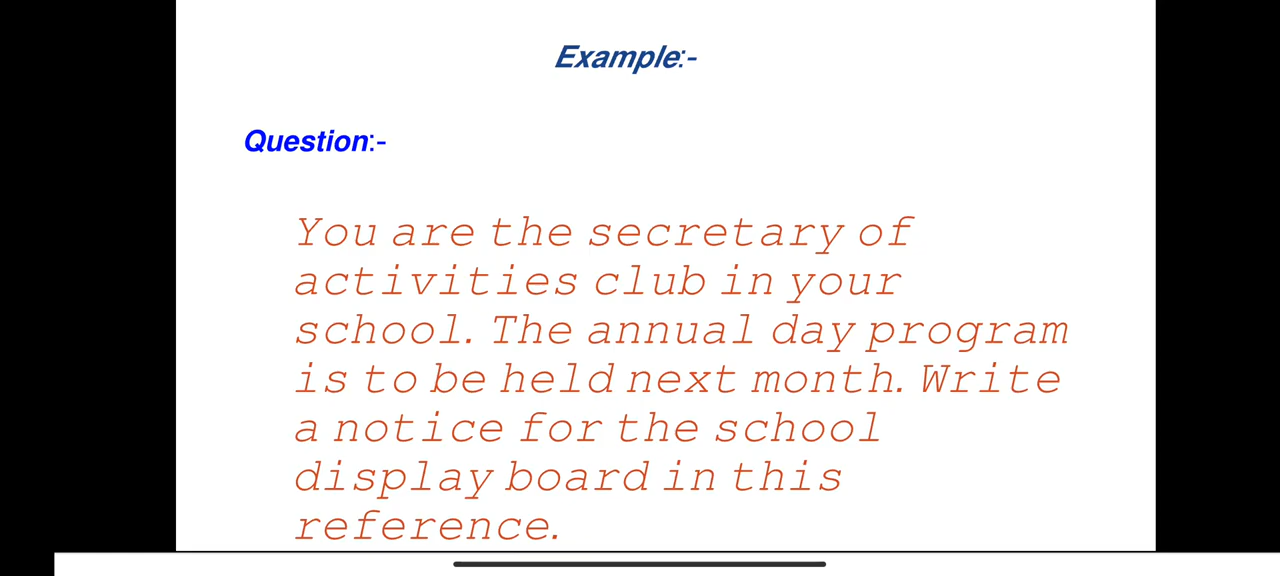 Example:-
Question:-
You are the secretary of
activities club in your
school. The annual day program
is to be held next month. Write
a notice for the school
display board in this
reference.